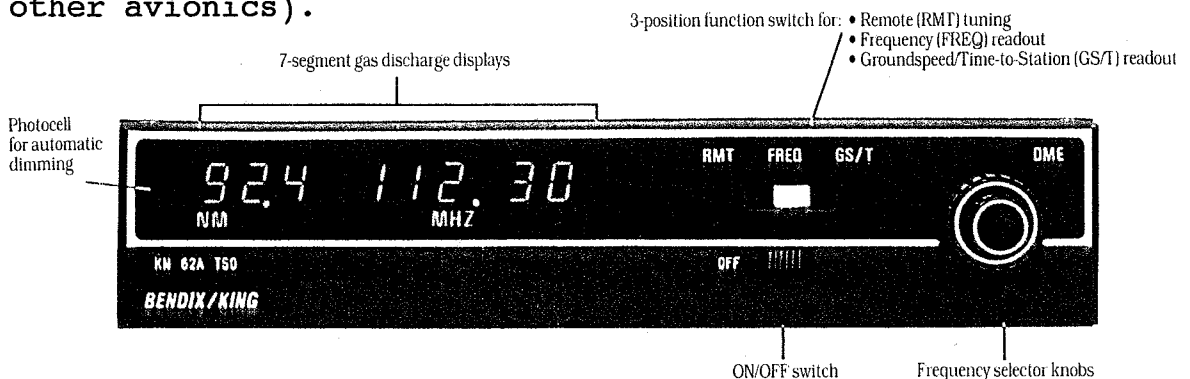 other avionics).
3-position function switch for: • Remote (RMT) tuning
• Frequency (FREQ) readout
• Groundspeed/Time-to-Station (GS/T) readout
7-segment gas discharge displays
Photocell
for automatic
dimming
92.4 112.30
NM MHZ
RMT FREQ GS/T DME
KN 62A TSO
OFF
BENDIX/KING
ON/OFF switch
Frequency selector knobs